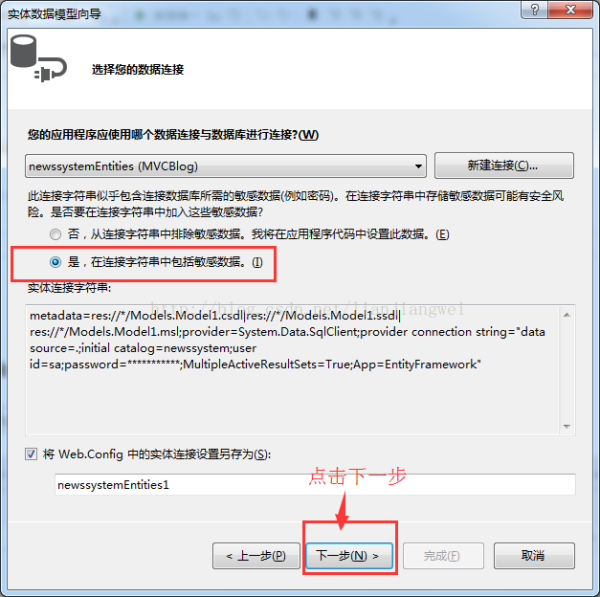 实体数据模型向导
选择您的数据连接
您的应用程序应使用哪个数据连接与数据库进行连接?(W)
newssystemEntities (MVCBlog)
新建连接(C)...
此连接字符串似乎包含连接数据库所需的敏感数据(例如密码)。在连接字符串中存储敏感数据可能有安全风
险。是否要在连接字符串中加入这些敏感数据?
否，从连接字符串中排除敏感数据。我将在应用程序代码中设置此数据。(E)
是，在连接字符串中包括敏感数据。(I)
实体连接字符串:
http://blog.csdn.net/lianjiangwei
metadata=res://*/Models.Model1.csdl|res://*/Models.Model1.ssdl|
res://*/Models.Model1.msl;provider=System.Data.SqlClient;provider connection string="data
source=.;initial catalog=newssystem;user
id=sa;password=***********;MultipleActiveResultSets=True;App=EntityFramework"
将 Web.Config 中的实体连接设置另存为(S):
newssystemEntities1
点击下一步
< 上一步(P)
下一步(N) >
完成(F)
取消